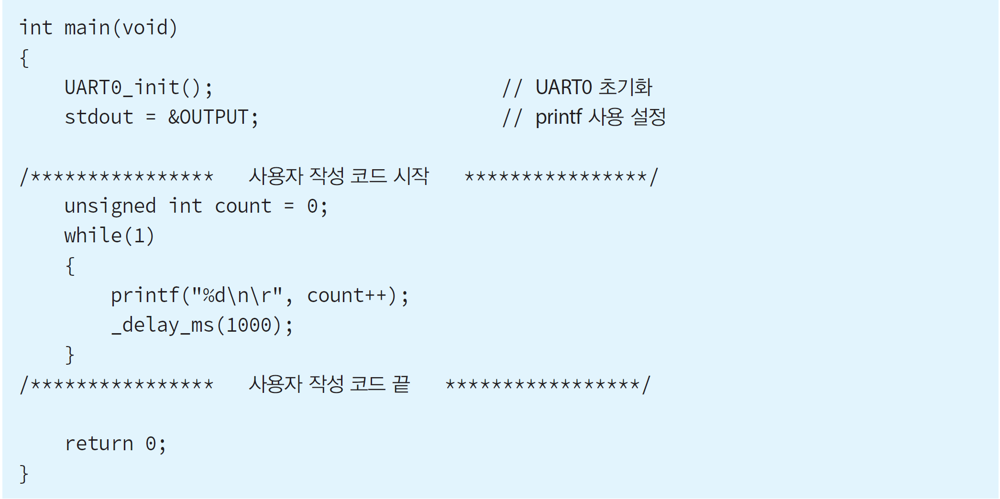 int main(void)
{
    UART0_init();                         // UART0 초기화
    stdout = &OUTPUT;                     // printf 사용 설정
/****************   사용자 작성 코드 시작   ****************/
    unsigned int count = 0;
    while(1)
    {
        printf("%d\n\r", count++);
        _delay_ms(1000);
    }
/****************   사용자 작성 코드 끝   *****************/
    return 0;
}